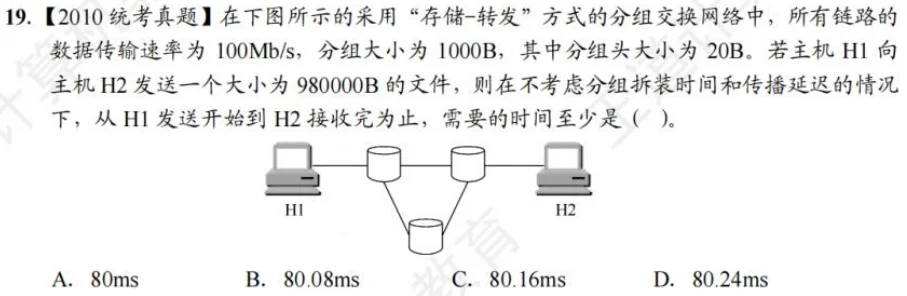 19.【2010 统考真题】在下图所示的采用“存储-转发”方式的分组交换网络中，所有链路的
数据传输速率为 100Mb/s，分组大小为 1000B，其中分组头大小为 20B。若主机 H1 向
主机 H2 发送一个大小为 980000B 的文件，则在不考虑分组拆装时间和传播延迟的情况
下，从 H1 发送开始到 H2 接收完为止，需要的时间至少是（ ）。
H1 H2
A. 80ms B. 80.08ms C. 80.16ms D. 80.24ms
教育